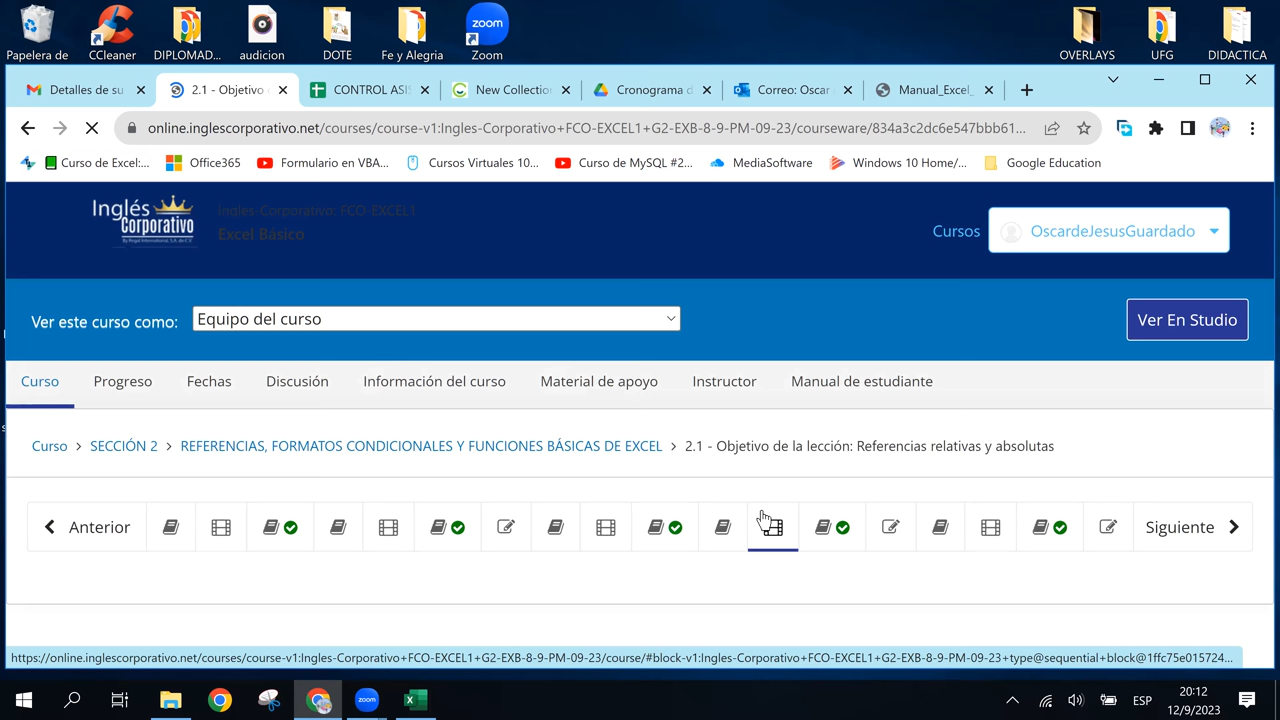 Papelera de
CCleaner
DIPLOMAD...
audicion
DOTE
Fe y Alegria
zoom
Zoom
OVERLAYS
UFG
DIDACTICA
Detalles de su
2.1 - Objetivo
CONTROL ASI
New Collection
Cronograma d
Correo: Oscar
Manual_Excel_
online.inglescorporativo.net/courses/course-v1:Ingles-Corporativo+FCO-EXCEL1+G2-EXB-8-9-PM-09-23/courseware/834a3c2dc6e547bbb61...
Curso de Excel:...
Office365
Formulario en VBA...
Cursos Virtuales 10...
Curso de MySQL #2...
MediaSoftware
Windows 10 Home/...
Google Education
Inglés
Corporativo
By Regal International, S.A. de C.V.
Ingles-Corporativo: FCO-EXCEL1
Excel Básico
Cursos
OscardeJesusGuardado
Ver este curso como:
Equipo del curso
Ver En Studio
Curso
Progreso
Fechas
Discusión
Información del curso
Material de apoyo
Instructor
Manual de estudiante
Curso > SECCIÓN 2 > REFERENCIAS, FORMATOS CONDICIONALES Y FUNCIONES BÁSICAS DE EXCEL > 2.1 - Objetivo de la lección: Referencias relativas y absolutas
Anterior
Siguiente
https://online.inglescorporativo.net/courses/course-v1:Ingles-Corporativo+FCO-EXCEL1+G2-EXB-8-9-PM-09-23/course/#block-v1:Ingles-Corporativo+FCO-EXCEL1+G2-EXB-8-9-PM-09-23+type@sequential+block@1ffc75e015724...
zoom
ESP
20:12
12/9/2023